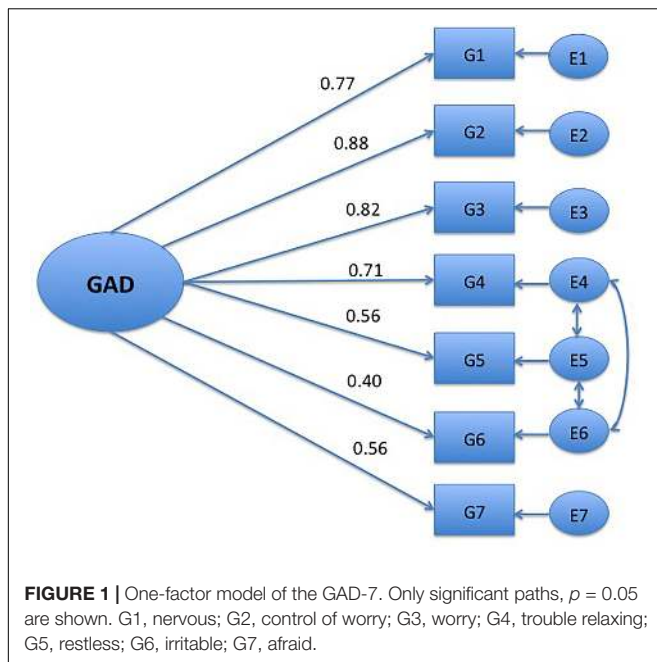 G1 E1
0.77
G2 E2
0.88
0.82
G3 E3
GAD
0.71
G4 E4
0.56
G5 E5
0.40
G6 E6
0.56
G7 E7
FIGURE 1 | One-factor model of the GAD-7. Only significant paths, p = 0.05
are shown. G1, nervous; G2, control of worry; G3, worry; G4, trouble relaxing;
G5, restless; G6, irritable; G7, afraid.